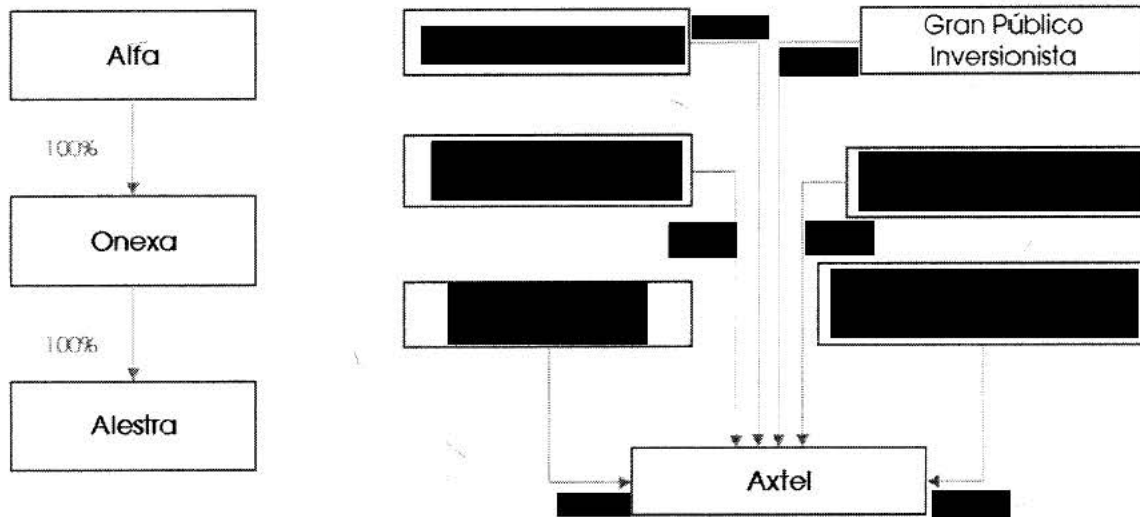 Alfa
100%
Onexa
100%
Alestra
Gran Público
Inversionista
Axtel